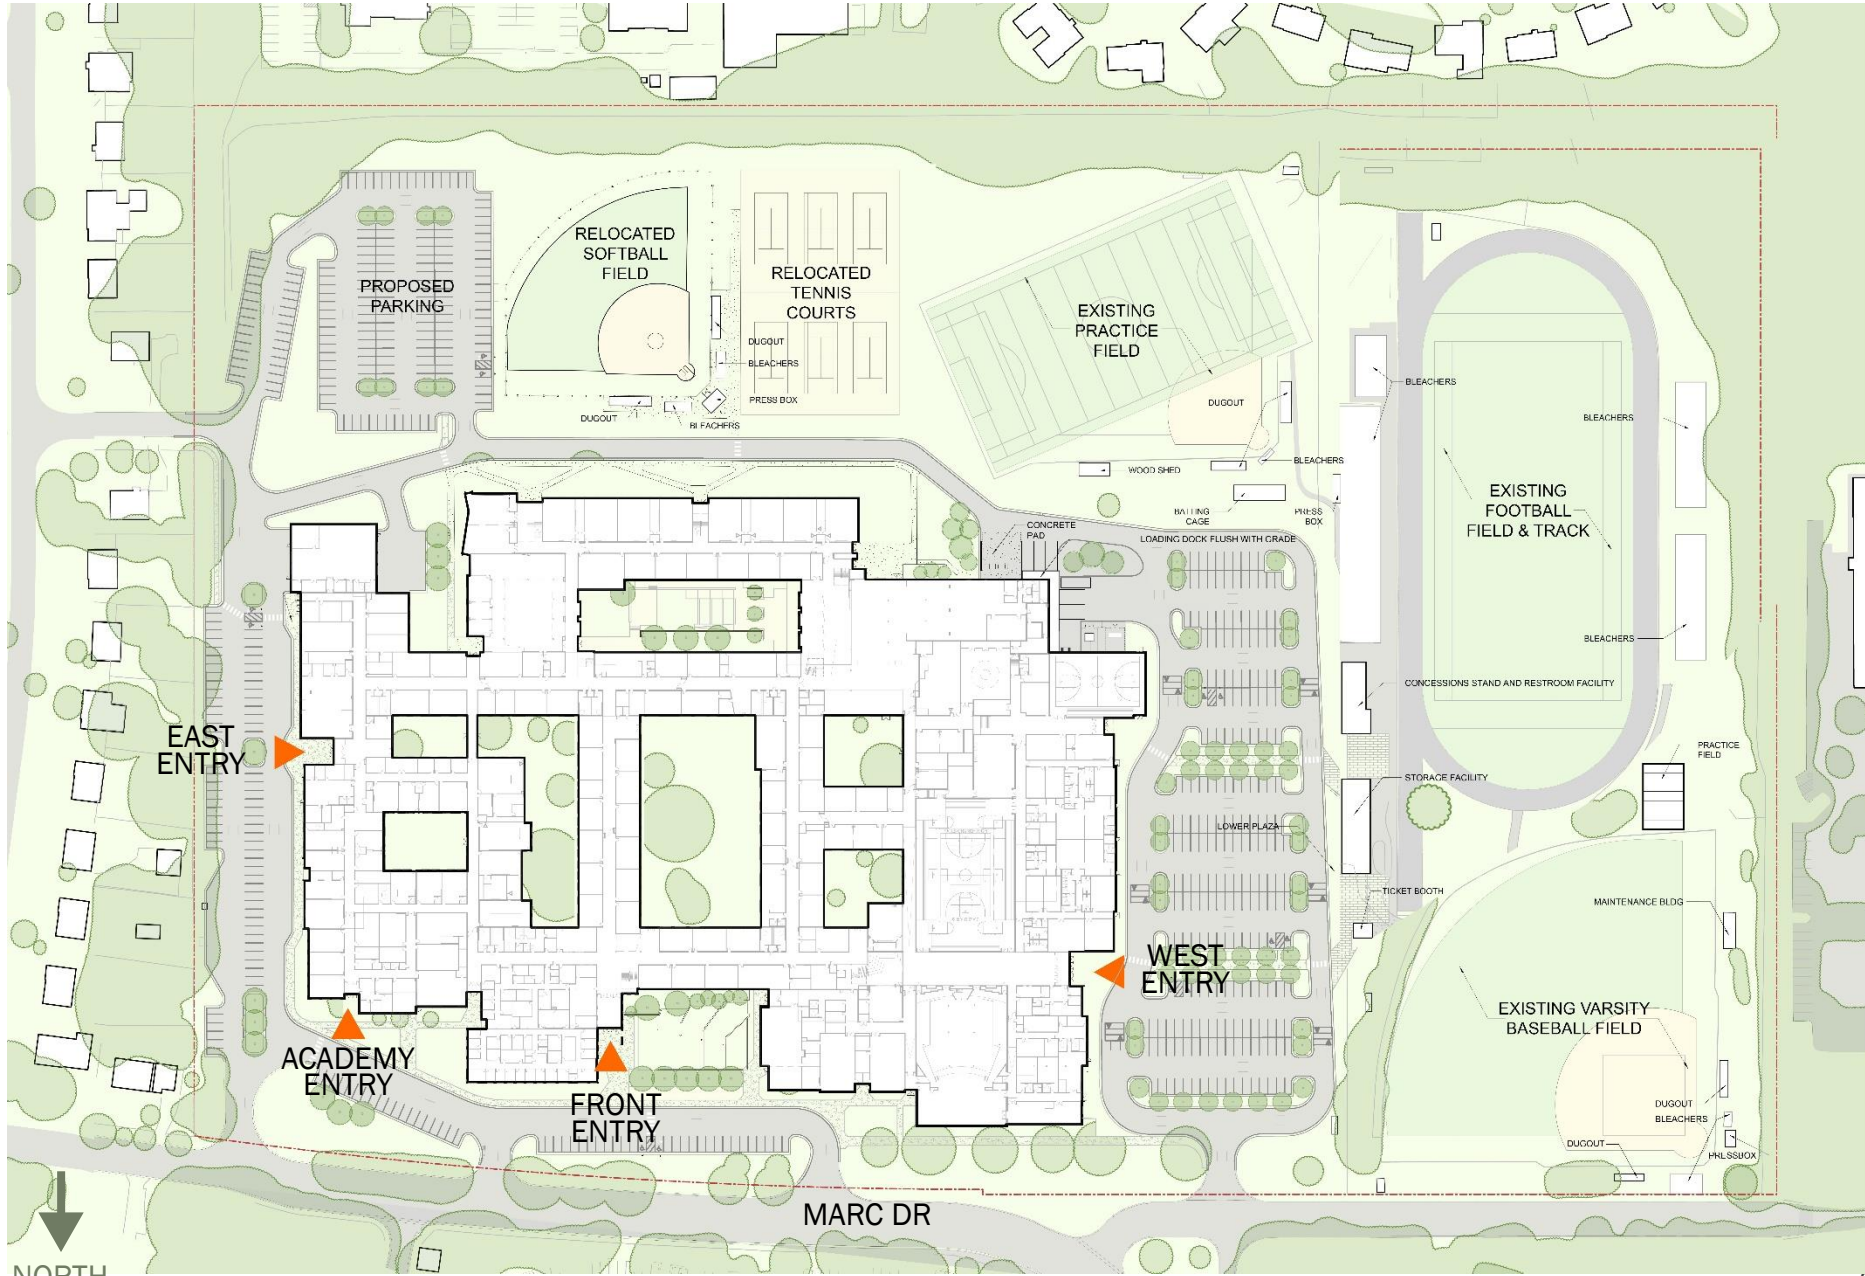 RELOCATED
SOFTBALL
FIELD
PROPOSED
PARKING
RELOCATED
TENNIS
COURTS
EXISTING
PRACTICE
FIELD
DUGOUT
BLEACHERS
PRESS BOX
DUGOUT
BLEACHERS
DUGOUT
BLEACHERS
WOOD SHED
BATTING
CAGE
PRESS
BOX
BLEACHERS
BLEACHERS
EXISTING
FOOTBALL
FIELD & TRACK
BLEACHERS
CONCRETE
PAD
LOADING DOCK FLUSH WITH GRADE
CONCESSIONS STAND AND RESTROOM FACILITY
PRACTICE
FIELD
STORAGE FACILITY
LOWER PLAZA
TICKET BOOTH
MAINTENANCE BLDG
EAST
ENTRY
WEST
ENTRY
EXISTING VARSITY
BASEBALL FIELD
ACADEMY
ENTRY
FRONT
ENTRY
DUGOUT
BLEACHERS
DUGOUT
PRESSBOX
MARC DR
NORTH